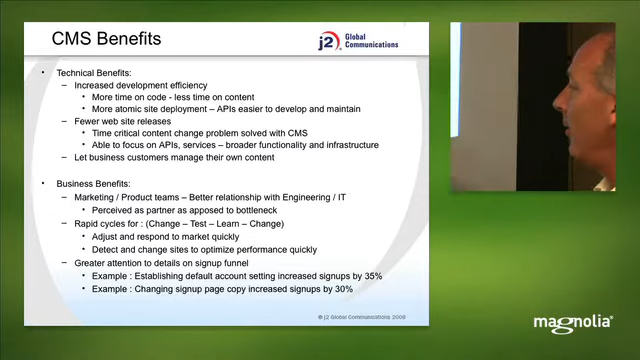 CMS Benefits
j2 Global Communications
• Technical Benefits:
– Increased development efficiency
• More time on code - less time on content
• More atomic site deployment – APIs easier to develop and maintain
– Fewer web site releases
• Time critical content change problem solved with CMS
• Able to focus on APIs, services – broader functionality and infrastructure
– Let business customers manage their own content
• Business Benefits:
– Marketing / Product teams – Better relationship with Engineering / IT
• Perceived as partner as apposed to bottleneck
– Rapid cycles for : (Change – Test – Learn – Change)
• Adjust and respond to market quickly
• Detect and change sites to optimize performance quickly
– Greater attention to details on signup funnel
• Example : Establishing default account setting increased signups by 35%
• Example : Changing signup page copy increased signups by 30%
© j2 Global Communications 2009
magnolia®